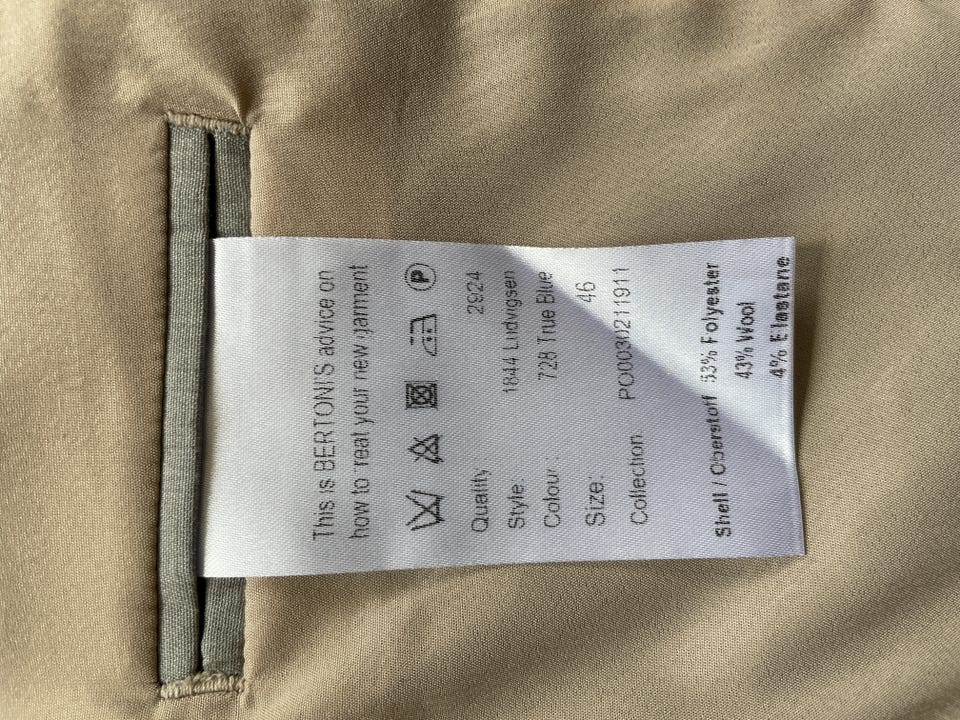 This is BERTONI'S advice on
how to treat your new garment
P
Quality: 2924
Style: 1844 Ludvigsen
Colour: 728 True Blue
Size: 46
Collection: PO0030211911
Shell / Oberstoff 53% Polyester
43% Wool
4% Elastane